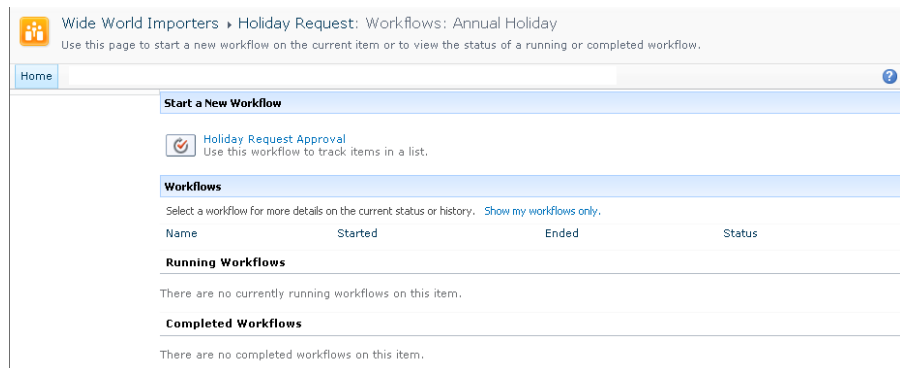 Wide World Importers ▸ Holiday Request: Workflows: Annual Holiday
Use this page to start a new workflow on the current item or to view the status of a running or completed workflow.
Home
Start a New Workflow
Holiday Request Approval
Use this workflow to track items in a list.
Workflows
Select a workflow for more details on the current status or history. Show my workflows only.
Name Started Ended Status
Running Workflows
There are no currently running workflows on this item.
Completed Workflows
There are no completed workflows on this item.